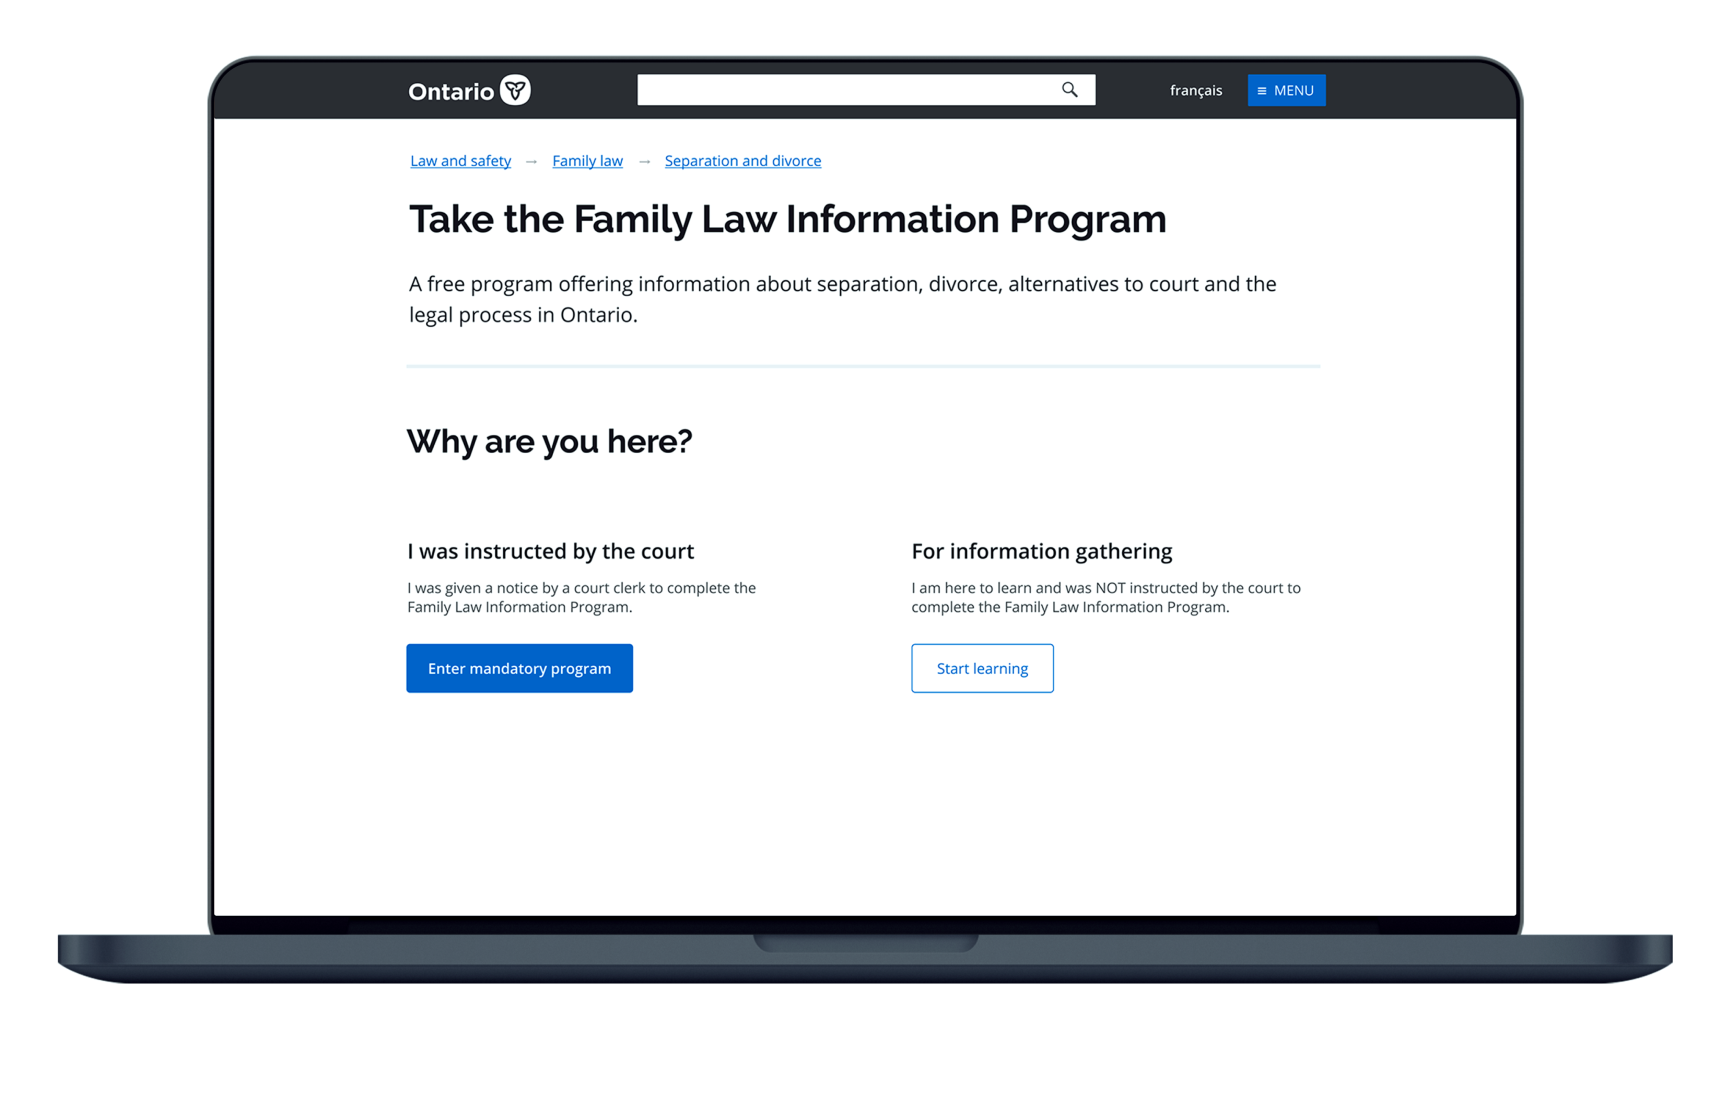 Ontario
français
MENU
Law and safety → Family law → Separation and divorce
Take the Family Law Information Program
A free program offering information about separation, divorce, alternatives to court and the
legal process in Ontario.
Why are you here?
I was instructed by the court
I was given a notice by a court clerk to complete the
Family Law Information Program.
Enter mandatory program
For information gathering
I am here to learn and was NOT instructed by the court to
complete the Family Law Information Program.
Start learning